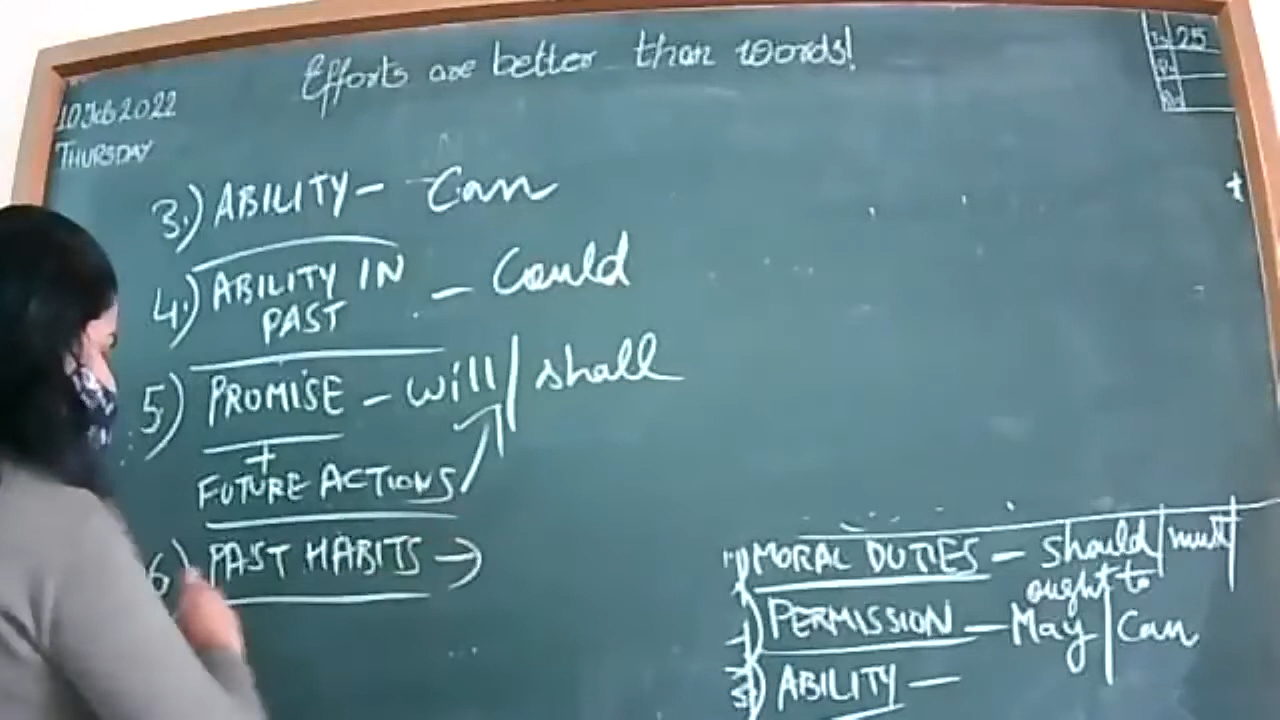 Efforts are better than words!
25
10 Feb 2022
THURSDAY
3.) ABILITY - Can
4.) ABILITY IN PAST - Could
5) PROMISE - will/shall
+
FUTURE ACTIONS
6) PAST HABITS →
1) MORAL DUTIES - should/must/
ought to
PERMISSION - May/Can
3) ABILITY -